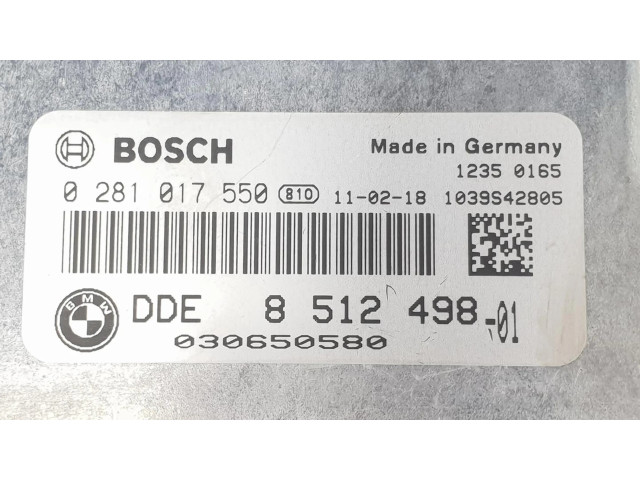 BOSCH Made in Germany
1235 0165
0 281 017 550 810 11-02-18 1039S42805
BMW DDE 8 512 498-01
030650580